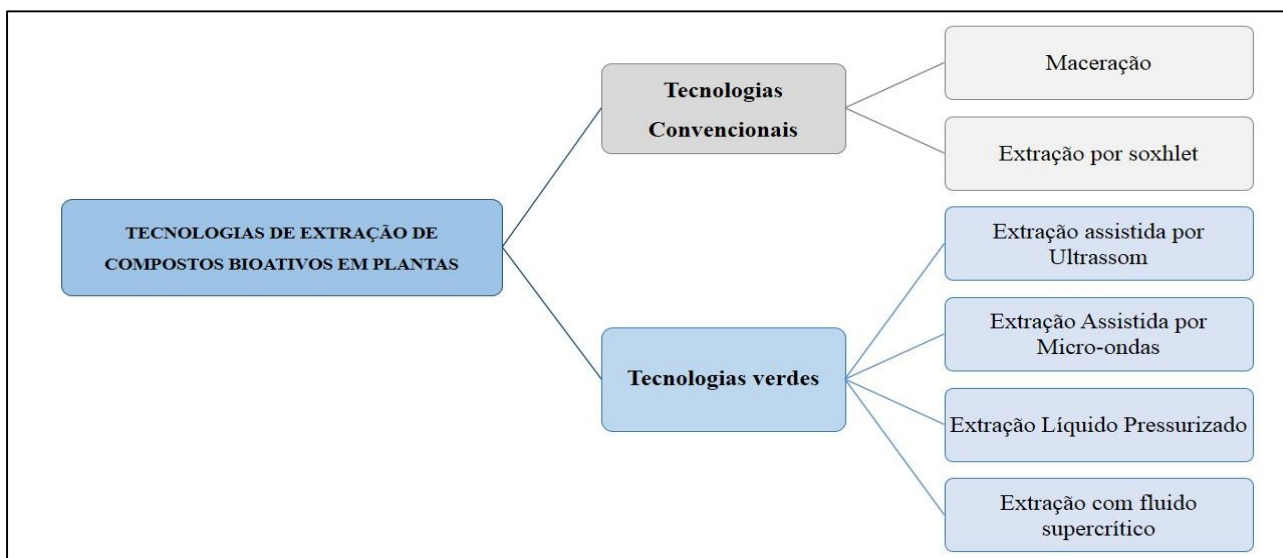 TECNOLOGIAS DE EXTRAÇÃO DE
COMPOSTOS BIOATIVOS EM PLANTAS
Tecnologias
Convencionais
Maceração
Extração por soxhlet
Tecnologias verdes
Extração assistida por
Ultrassom
Extração Assistida por
Micro-ondas
Extração Líquido Pressurizado
Extração com fluido
supercrítico